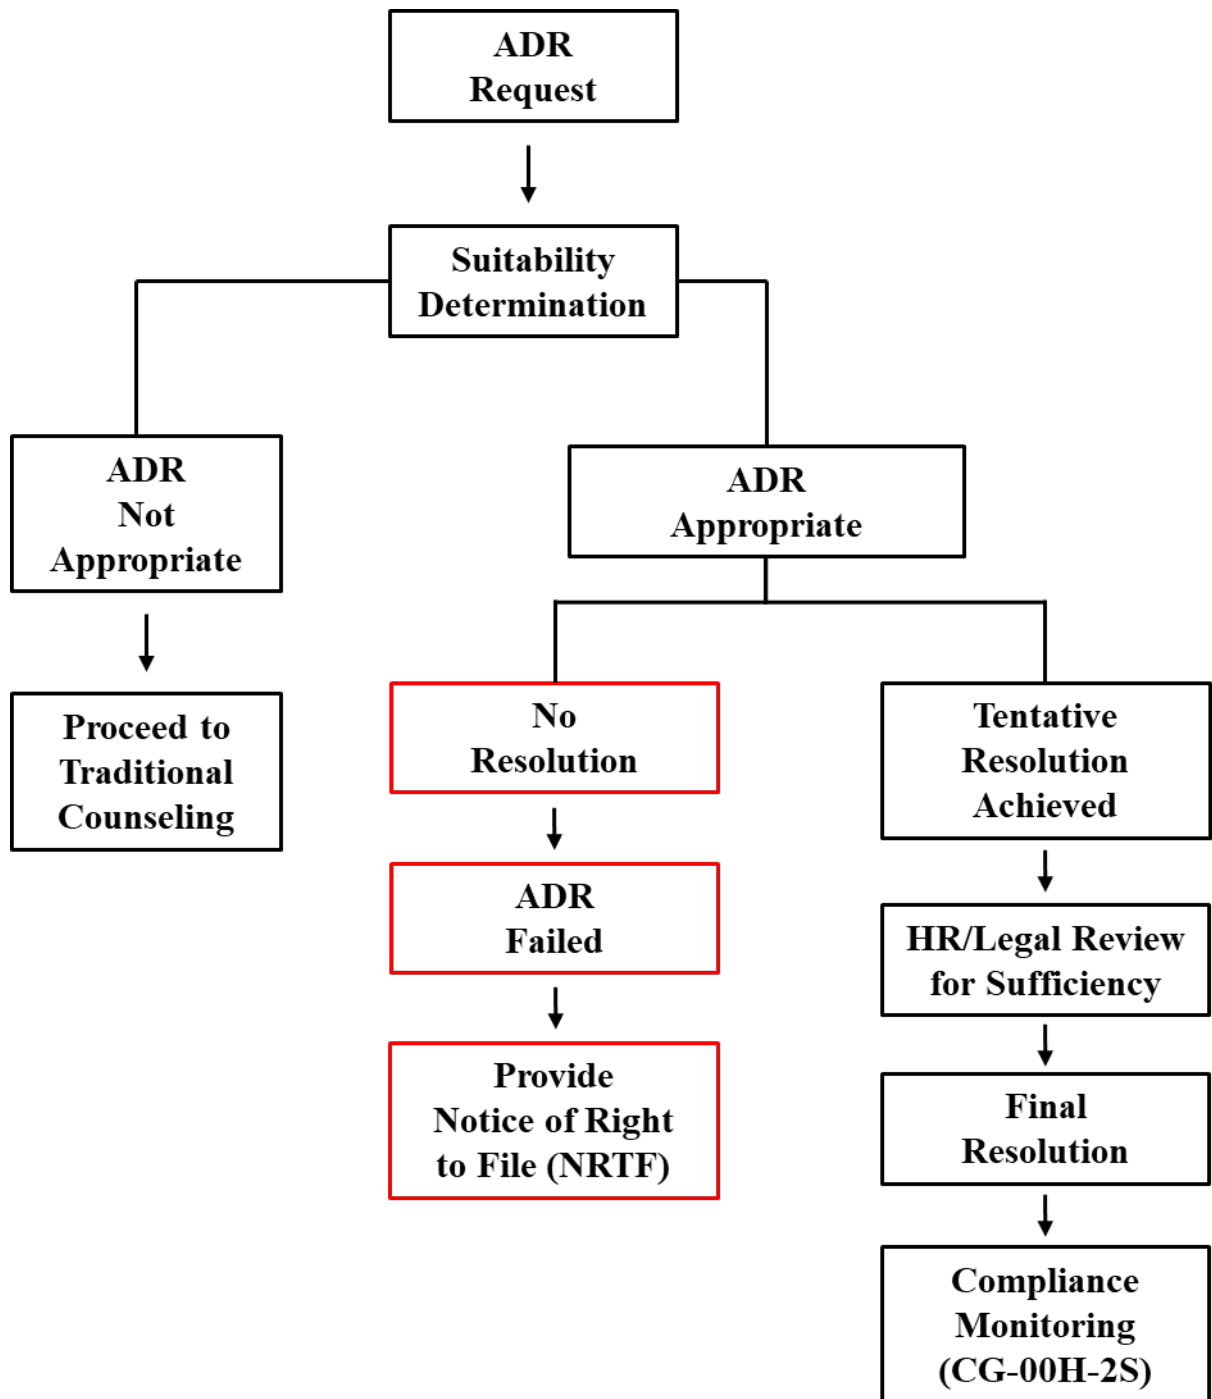 ADR
Request
Suitability
Determination
ADR
Not
Appropriate
ADR
Appropriate
Proceed to
Traditional
Counseling
No
Resolution
Tentative
Resolution
Achieved
ADR
Failed
HR/Legal Review
for Sufficiency
Provide
Notice of Right
to File (NRTF)
Final
Resolution
Compliance
Monitoring
(CG-00H-2S)